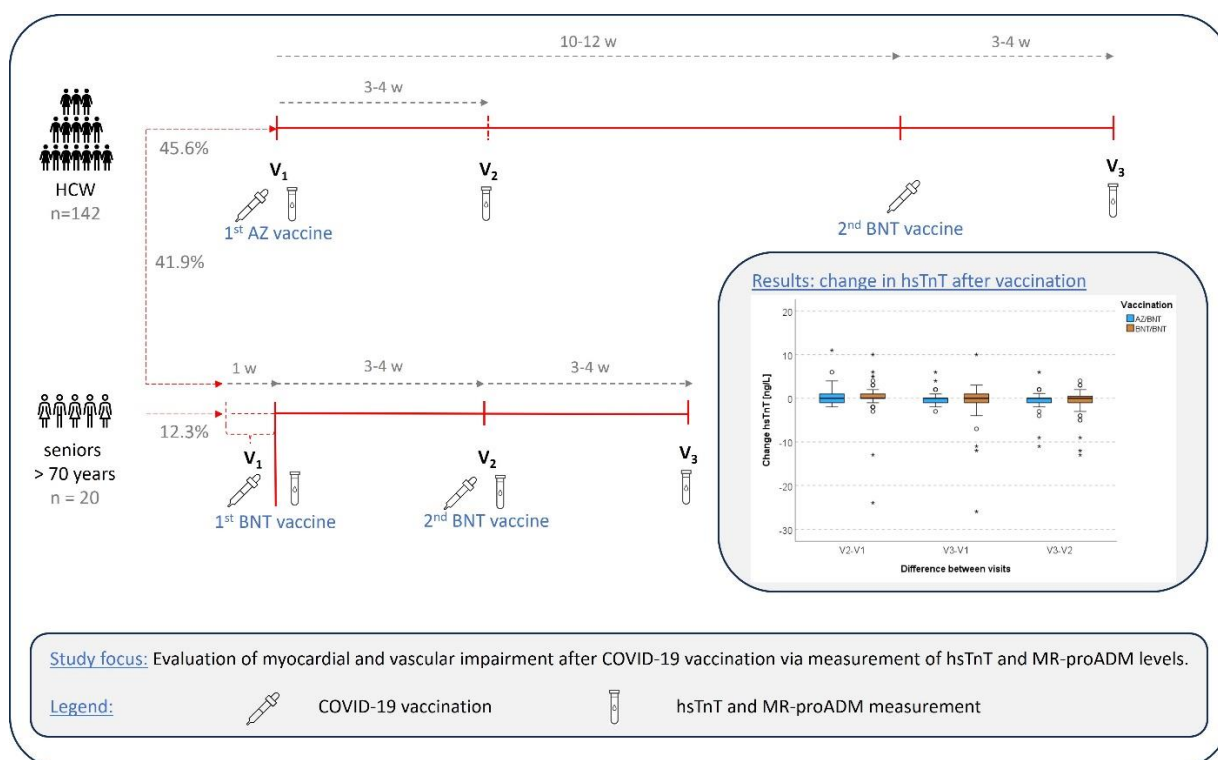 10-12 w
3-4 w
3-4 w
45.6%
HCW
n=142
V1
V2
V3
1st AZ vaccine
2nd BNT vaccine
41.9%
Results: change in hsTnT after vaccination
Vaccination
AZ/BNT
BNT/BNT
20
10
0
-10
-20
-30
Change hsTnT [ng/L]
V2-V1
V3-V1
V3-V2
Difference between visits
1 w
3-4 w
3-4 w
12.3%
seniors
> 70 years
n = 20
V1
V2
V3
1st BNT vaccine
2nd BNT vaccine
Study focus: Evaluation of myocardial and vascular impairment after COVID-19 vaccination via measurement of hsTnT and MR-proADM levels.
Legend:
COVID-19 vaccination
hsTnT and MR-proADM measurement